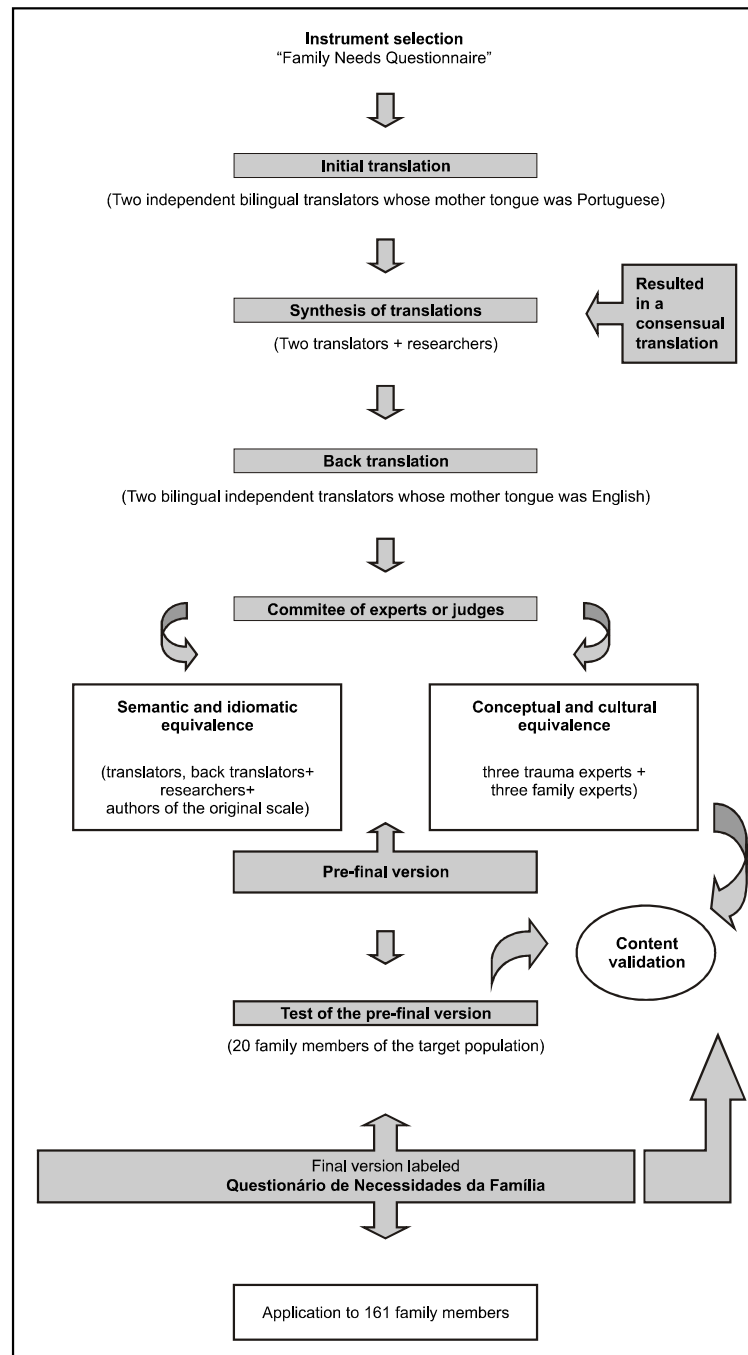 Instrument selection
“Family Needs Questionnaire”
Initial translation
(Two independent bilingual translators whose mother tongue was Portuguese)
Synthesis of translations
(Two translators + researchers)
Resulted
in a
consensual
translation
Back translation
(Two bilingual independent translators whose mother tongue was English)
Commitee of experts or judges
Semantic and idiomatic
equivalence
(translators, back translators+
researchers+
authors of the original scale)
Conceptual and cultural
equivalence
three trauma experts +
three family experts)
Pre-final version
Content
validation
Test of the pre-final version
(20 family members of the target population)
Final version labeled
Questionário de Necessidades da Família
Application to 161 family members